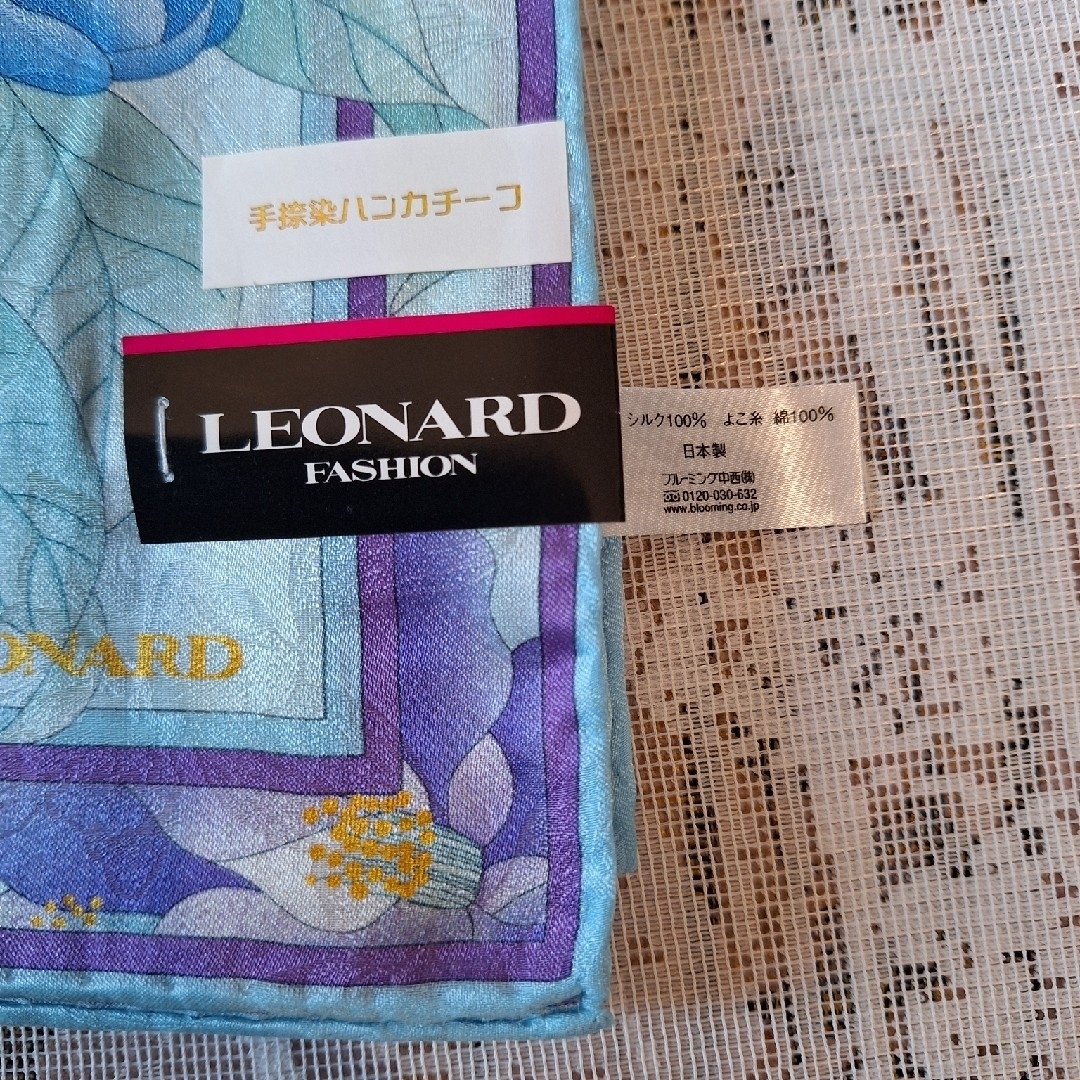 手捺染ハンカチーフ
LEONARD
FASHION
シルク100% よこ糸 綿100%
日本製
ブルーミング中西㈱
0120-030-632
www.blooming.co.jp
ONARD